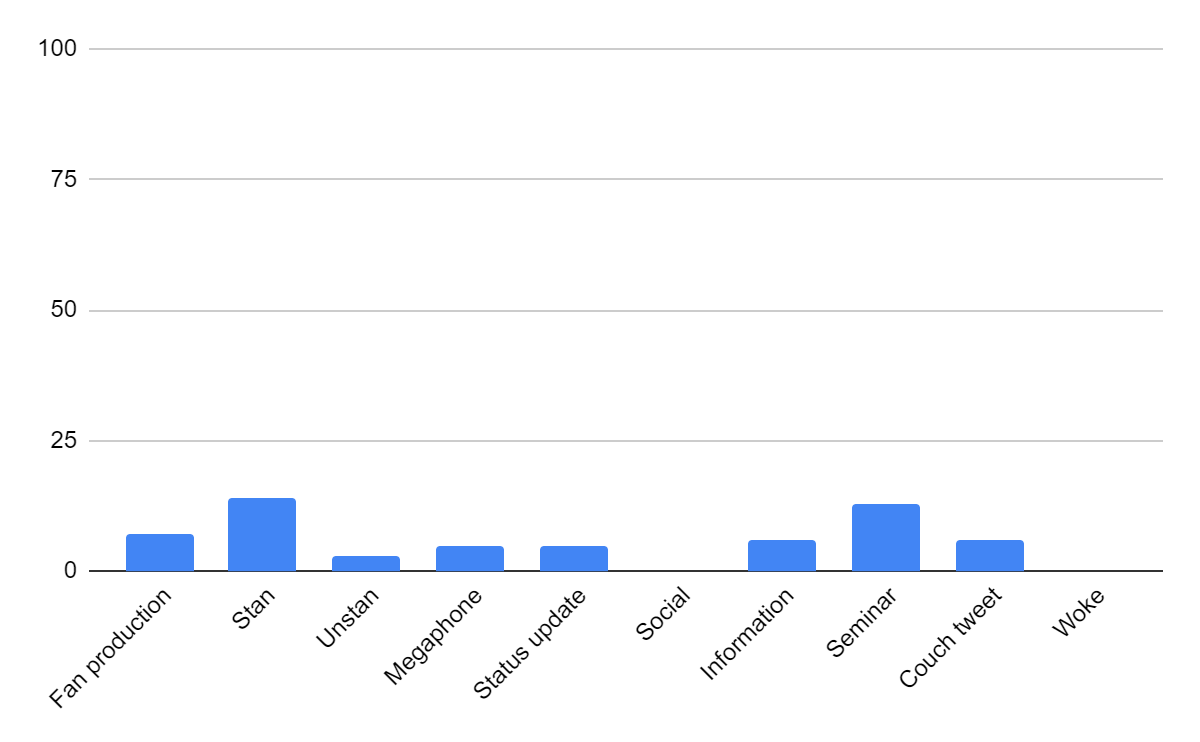 100
75
50
25
0
Fan production
Stan
Unstan
Megaphone
Status update
Social
Information
Seminar
Couch tweet
Woke